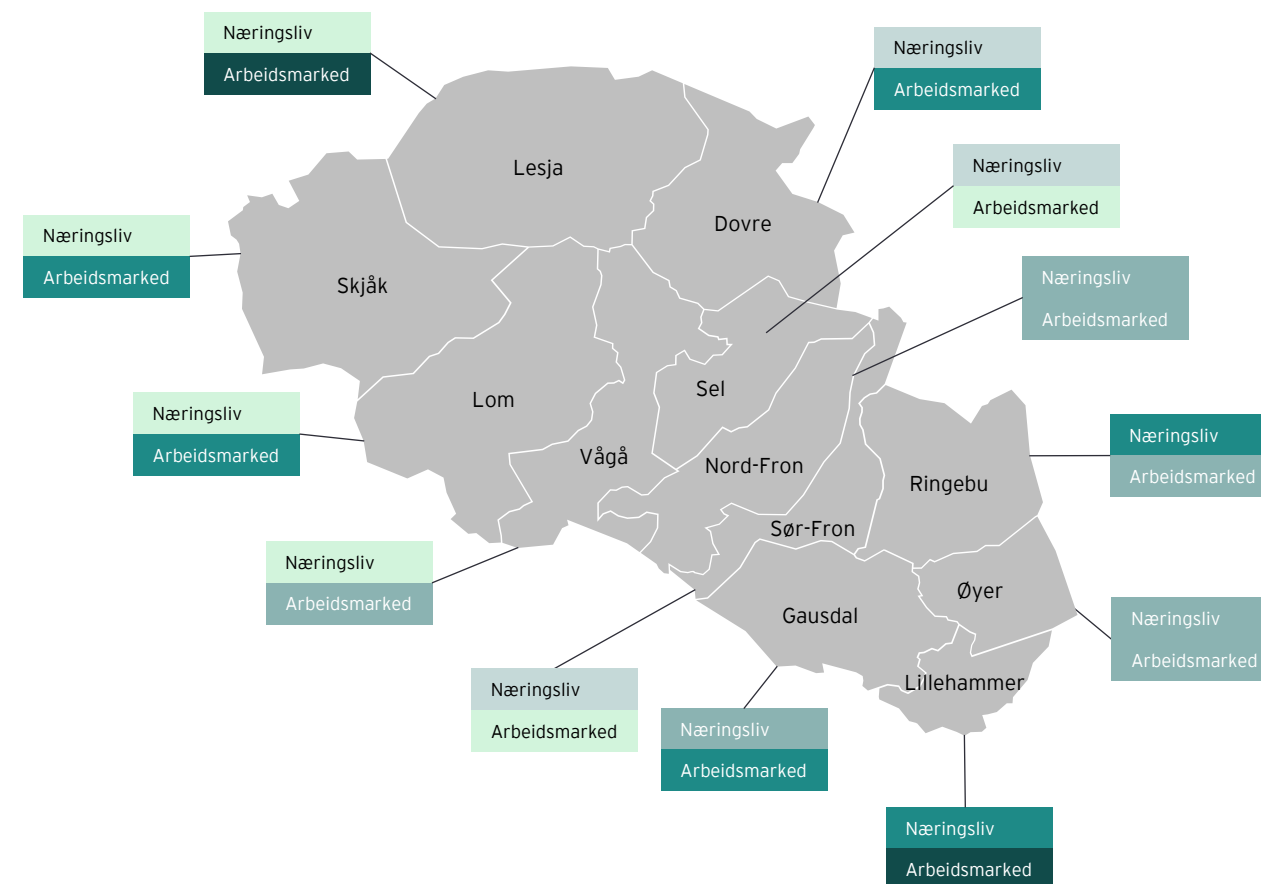 Næringsliv
Arbeidsmarked
Næringsliv
Arbeidsmarked
Lesja
Næringsliv
Arbeidsmarked
Dovre
Næringsliv
Arbeidsmarked
Skjåk
Næringsliv
Arbeidsmarked
Sel
Næringsliv
Arbeidsmarked
Lom
Næringsliv
Arbeidsmarked
Vågå
Nord-Fron
Ringebu
Sør-Fron
Næringsliv
Arbeidsmarked
Øyer
Gausdal
Næringsliv
Arbeidsmarked
Lillehammer
Næringsliv
Arbeidsmarked
Næringsliv
Arbeidsmarked
Næringsliv
Arbeidsmarked